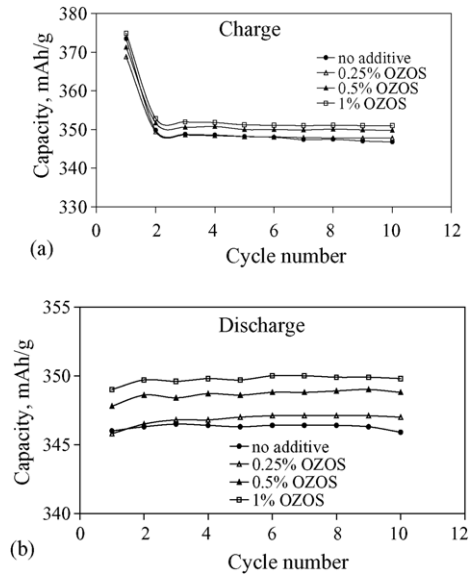 380
Charge
370
no additive
0.25% OZOS
0.5% OZOS
1% OZOS
360
350
340
330
Capacity, mAh/g
0 2 4 6 8 10 12
(a)
Cycle number
355
Discharge
350
345
no additive
0.25% OZOS
0.5% OZOS
1% OZOS
340
Capacity, mAh/g
0 2 4 6 8 10 12
(b)
Cycle number